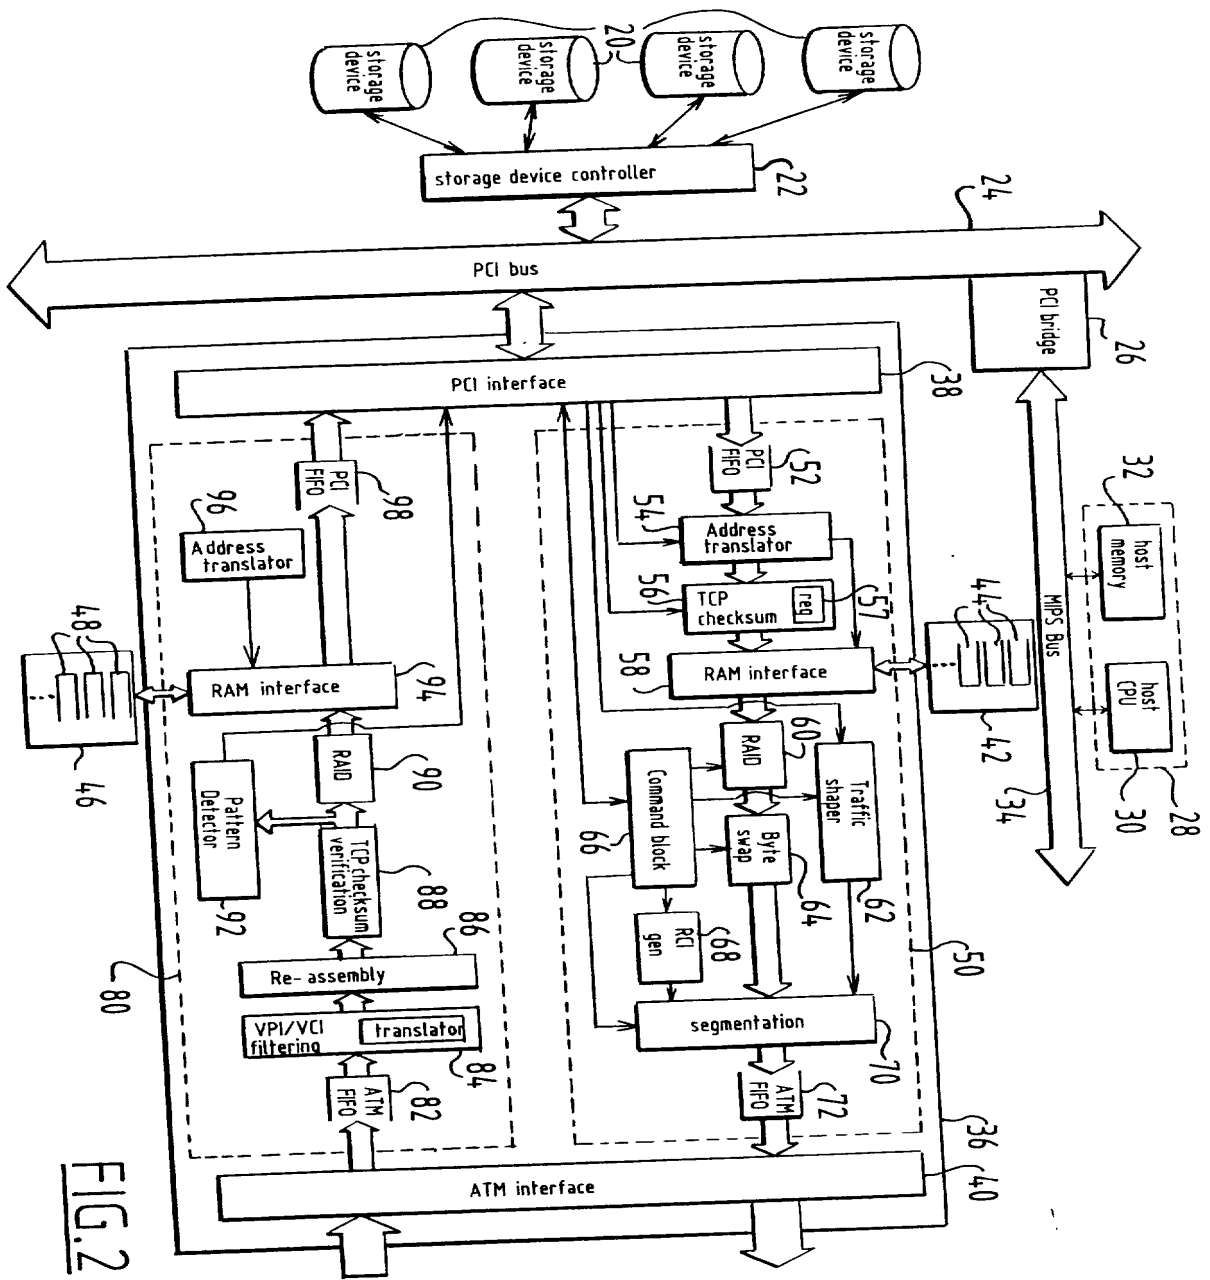 storage
device
storage
device
20
storage
device
storage
device
storage device controller
22
24
PCI bus
PCI bridge
26
PCI interface
38
32
host
memory
host
CPU
30
28
MIPS Bus
34
44
42
PCI
FIFO
52
54
Address
translator
56
TCP
checksum
req
57
58
RAM interface
60
RAID
Traffic
shaper
62
Command block
66
Byte
swap
64
RCI
gen
68
segmentation
70
ATM
FIFO
72
50
36
PCI
FIFO
98
96
Address
translator
48
46
RAM interface
94
RAID
90
Pattern
Detector
92
TCP checksum
verification
88
86
Re-assembly
VPI/VCI
filtering
translator
84
ATM
FIFO
82
80
ATM interface
40
FIG.2